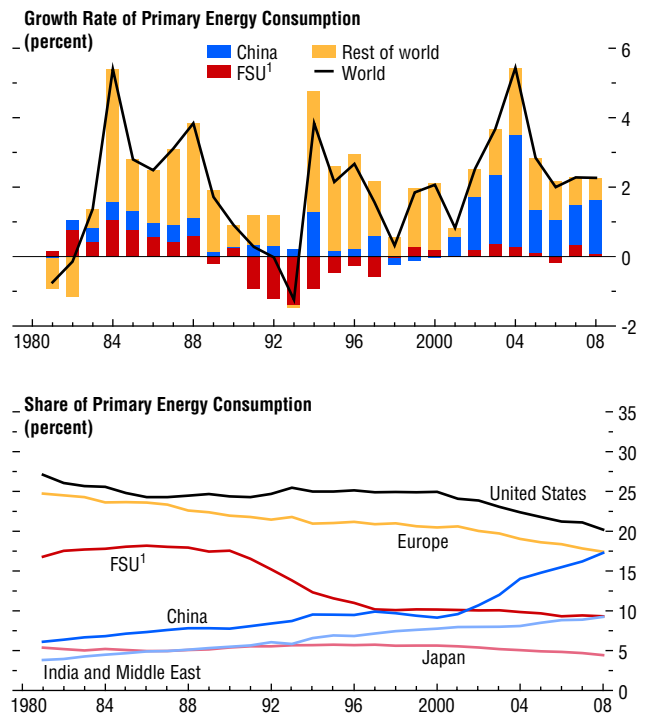 Growth Rate of Primary Energy Consumption
(percent)
China
Rest of world
FSU1
World
6
4
2
0
-2
1980 84 88 92 96 2000 04 08
Share of Primary Energy Consumption
(percent)
35
30
25
20
15
10
5
0
United States
Europe
FSU1
China
India and Middle East
Japan
1980 84 88 92 96 2000 04 08